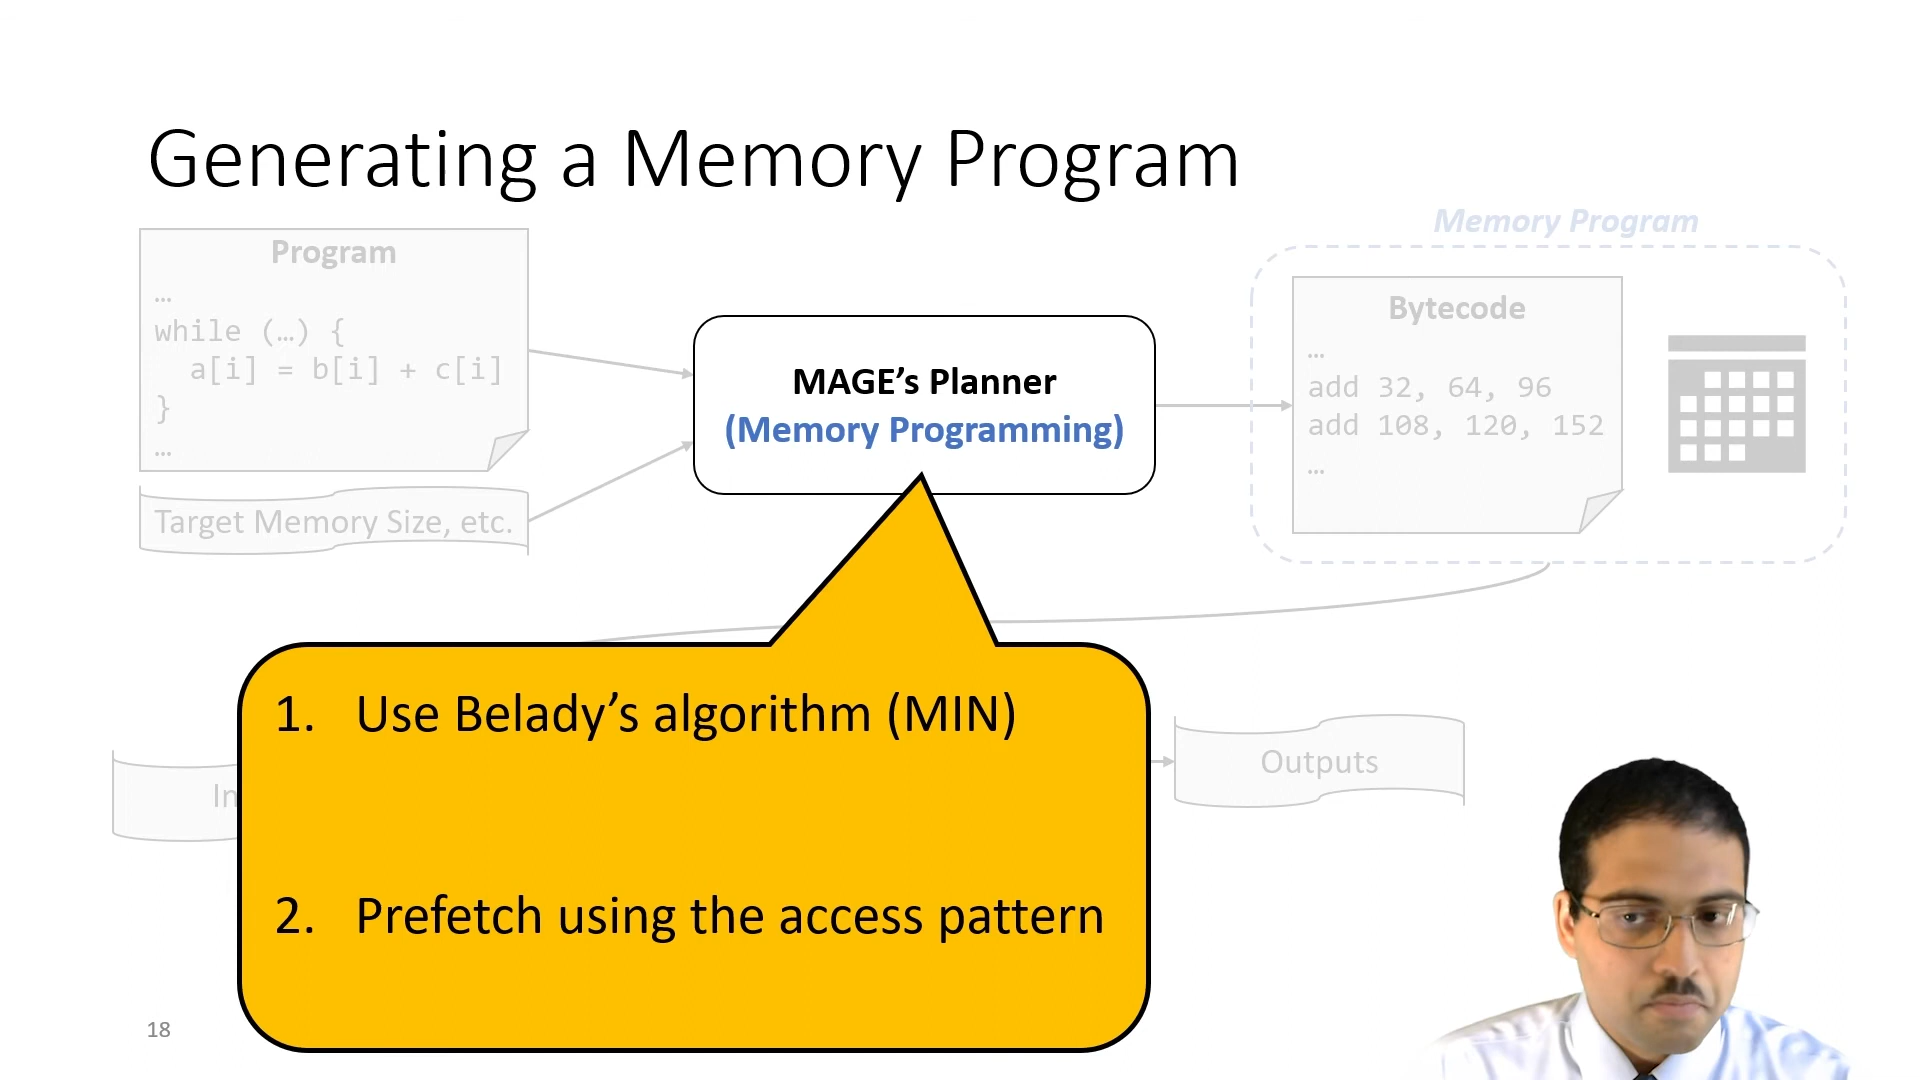 Generating a Memory Program
Memory Program
Program
…
while (…) {
a[i] = b[i] + c[i]
}
…
Target Memory Size, etc.
MAGE’s Planner
(Memory Programming)
Bytecode
…
add 32, 64, 96
add 108, 120, 152
…
1. Use Belady’s algorithm (MIN)
2. Prefetch using the access pattern
Outputs
18